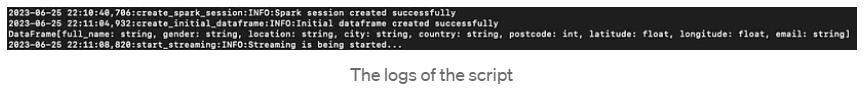 2023-06-25 22:10:40,706:create_spark_session:INFO:Spark session created successfully
2023-06-25 22:11:04,932:create_initial_dataframe:INFO:Initial dataframe created successfully
DataFrame[full_name: string, gender: string, location: string, city: string, country: string, postcode: int, latitude: float, longitude: float, email: string]
2023-06-25 22:11:08,820:start_streaming:INFO:Streaming is being started...
The logs of the script